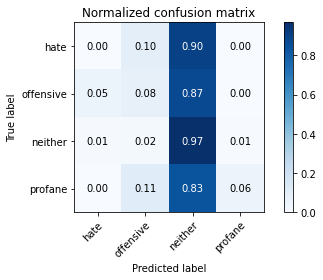 Normalized confusion matrix
True label
hate 0.00 0.10 0.90 0.00
offensive 0.05 0.08 0.87 0.00
neither 0.01 0.02 0.97 0.01
profane 0.00 0.11 0.83 0.06
hate offensive neither profane
Predicted label
0.8
0.6
0.4
0.2
0.0